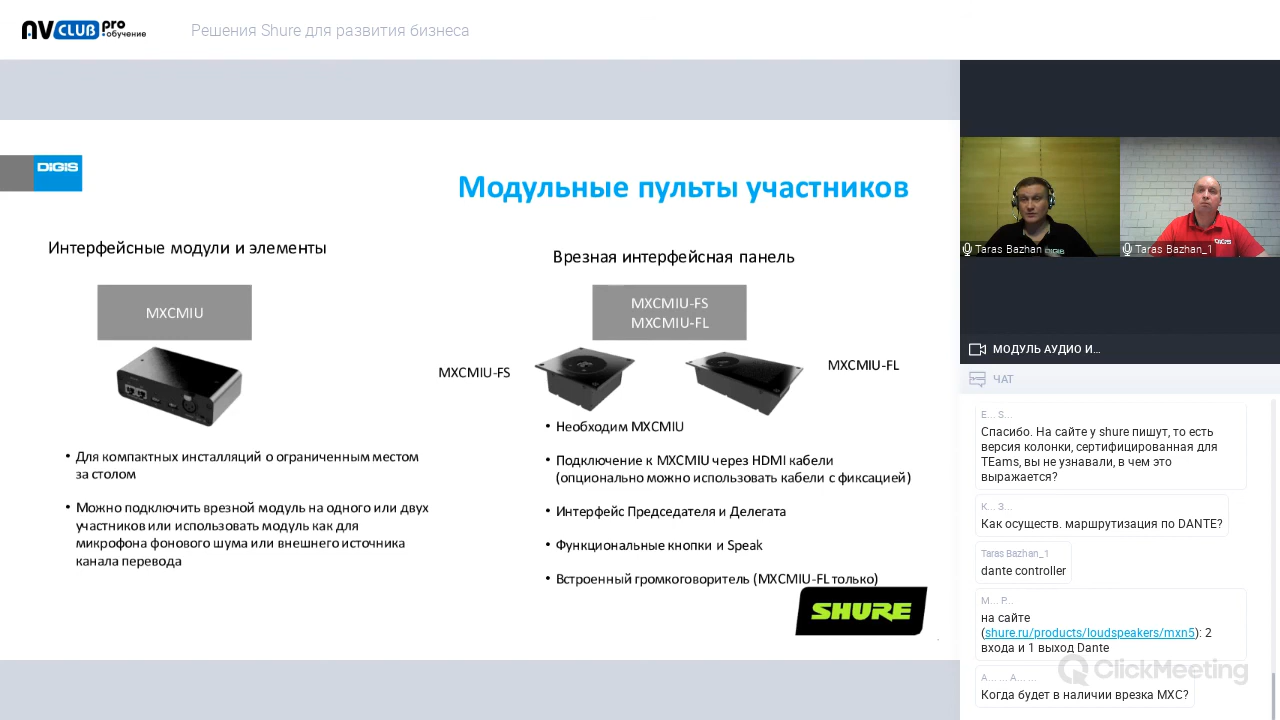 AVCLUB pro
•обучение
Решения Shure для развития бизнеса
DIGIS
Модульные пульты участников
Интерфейсные модули и элементы
Врезная интерфейсная панель
MXCMIU
MXCMIU-FS
MXCMIU-FL
MXCMIU-FS
MXCMIU-FL
• Для компактных инсталляций о ограниченным местом
за столом
• Можно подключить врезной модуль на одного или двух
участников или использовать модуль как для
микрофона фонового шума или внешнего источника
канала перевода
• Необходим MXCMIU
• Подключение к MXCMIU через HDMI кабели
(опционально можно использовать кабели с фиксацией)
• Интерфейс Председателя и Делегата
• Функциональные кнопки и Speak
• Встроенный громкоговоритель (MXCMIU-FL только)
SHURE
DIGIS
DIGIS
Taras Bazhan
Taras Bazhan_1
МОДУЛЬ АУДИО И...
ЧАТ
E... S...
Спасибо. На сайте у shure пишут, то есть
версия колонки, сертифицированная для
TEams, вы не узнавали, в чем это
выражается?
К... З...
Как осуществ. маршрутизация по DANTE?
Taras Bazhan_1
dante controller
М... Р...
на сайте
(shure.ru/products/loudspeakers/mxn5): 2
входа и 1 выход Dante
А... ... А... ...
Когда будет в наличии врезка MXC?
ClickMeeting